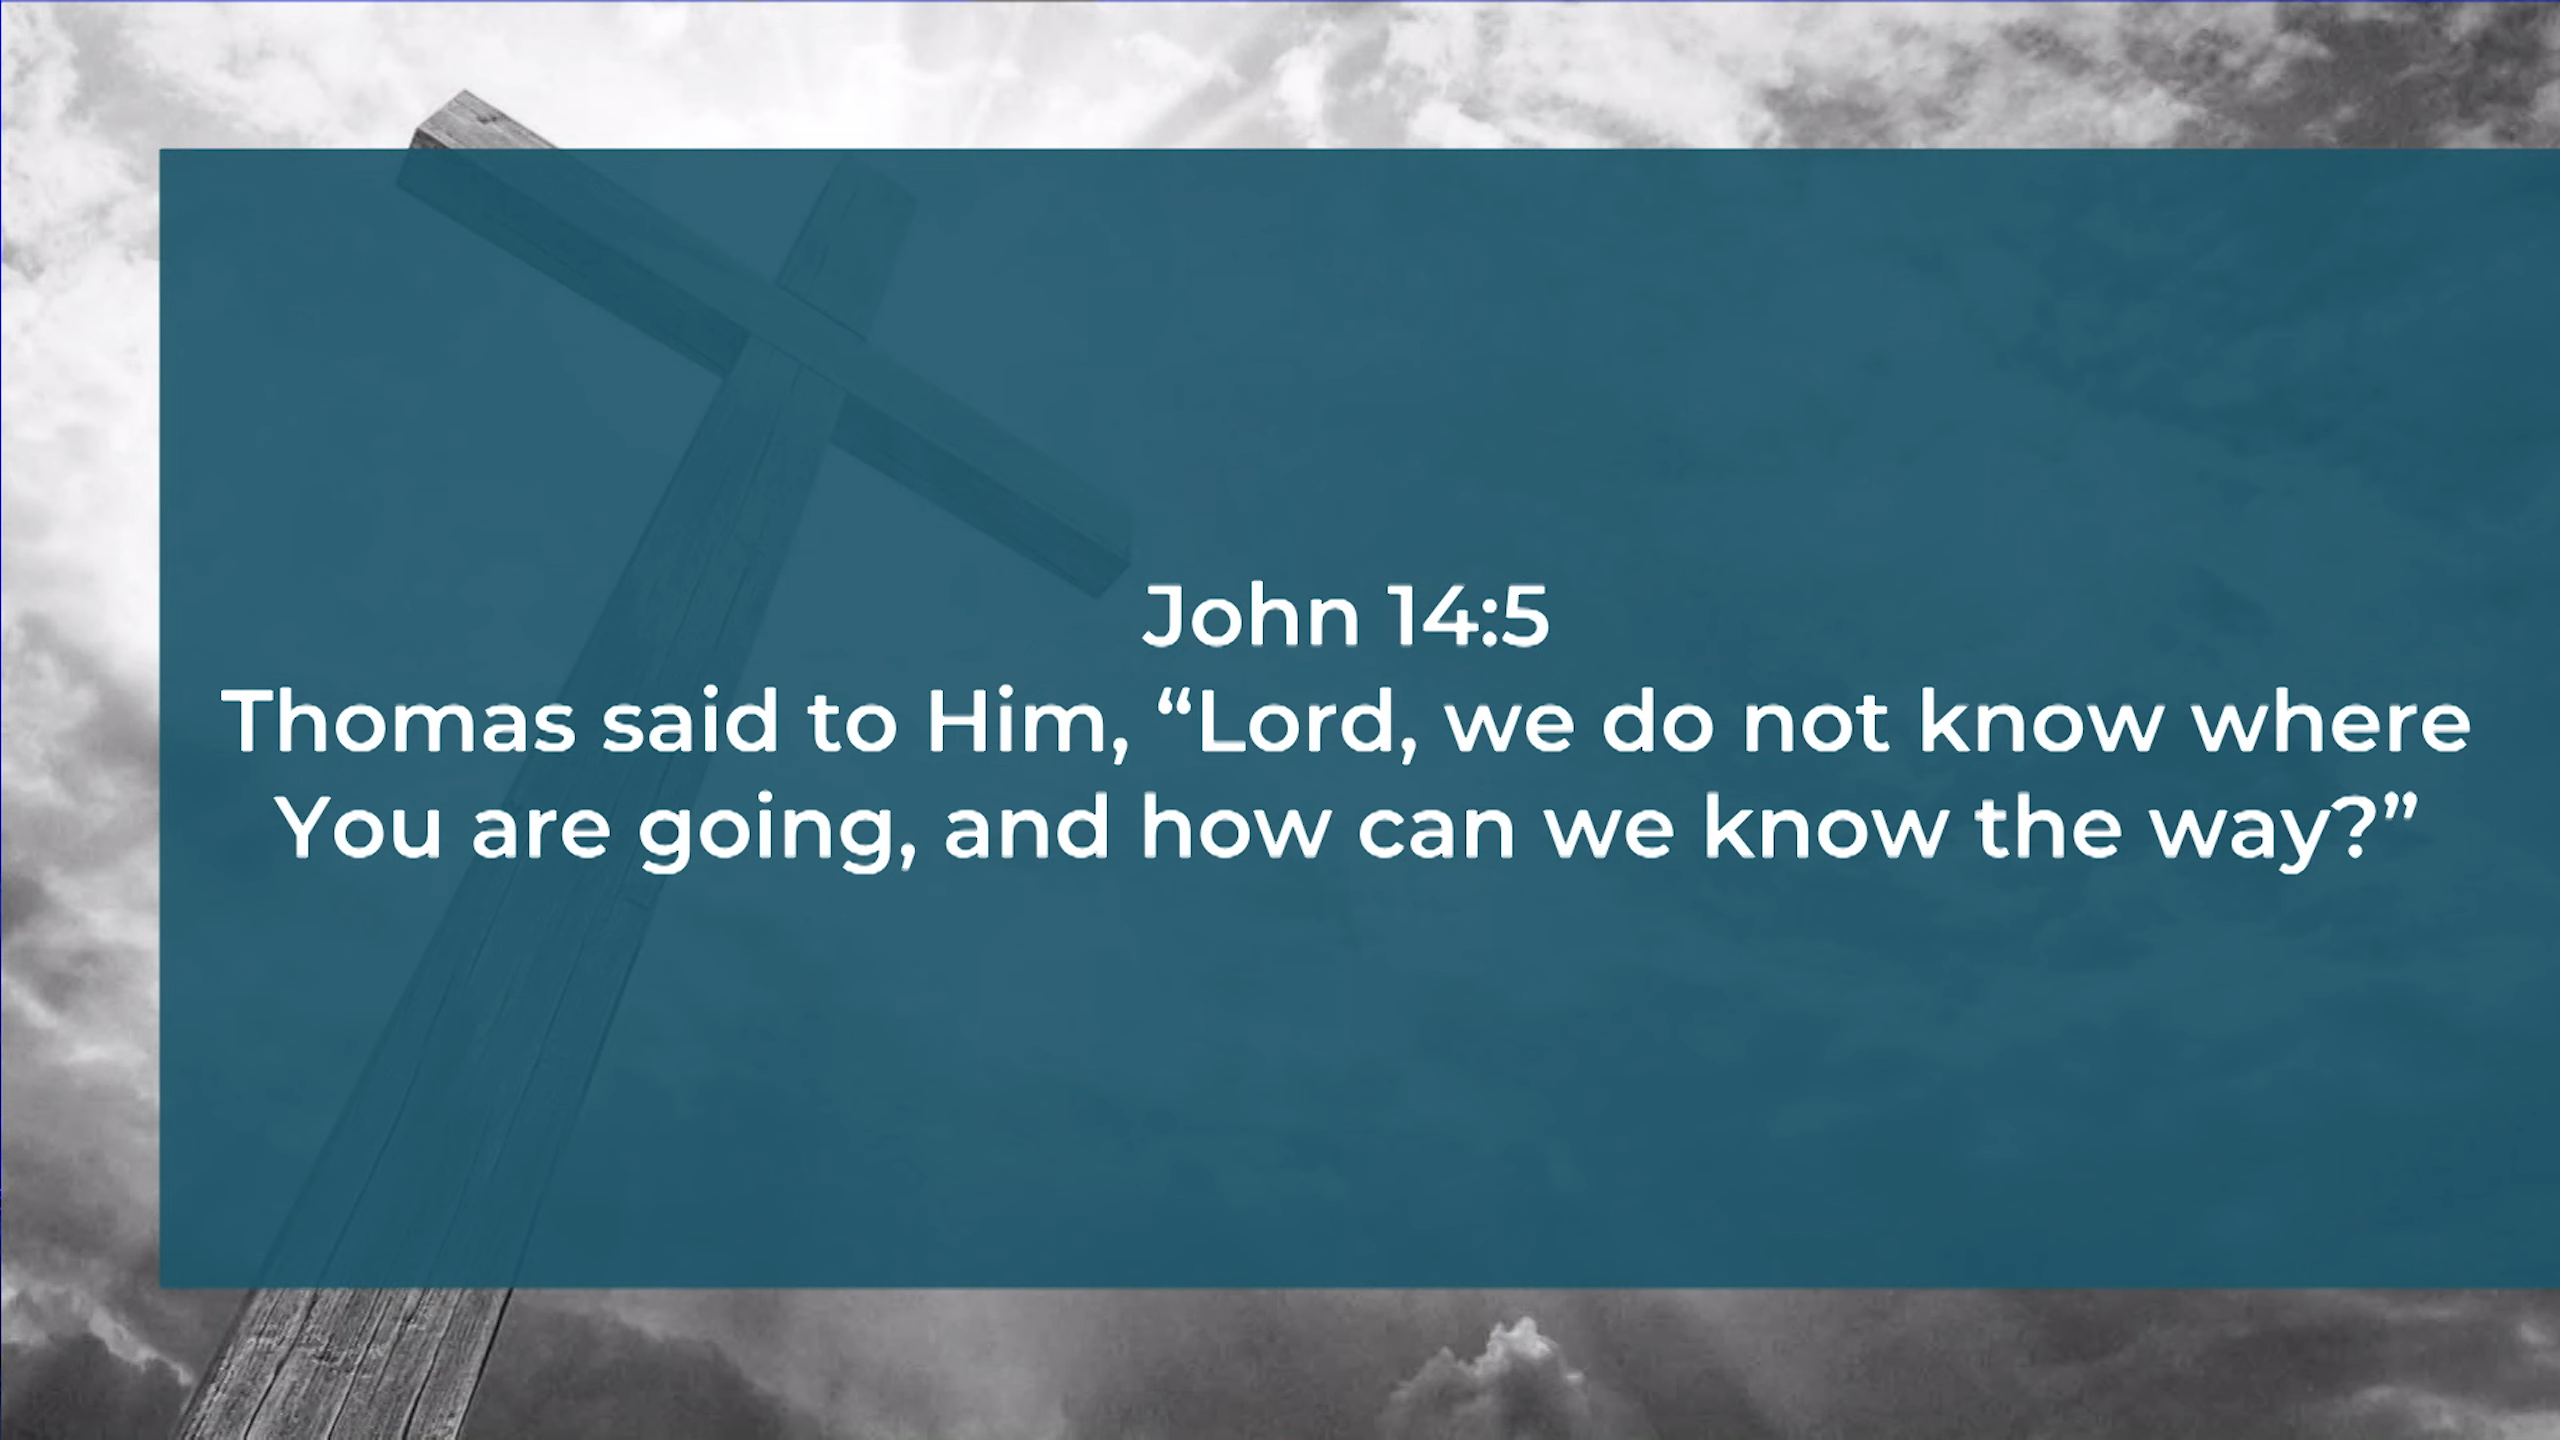 John 14:5
Thomas said to Him, “Lord, we do not know where
You are going, and how can we know the way?”